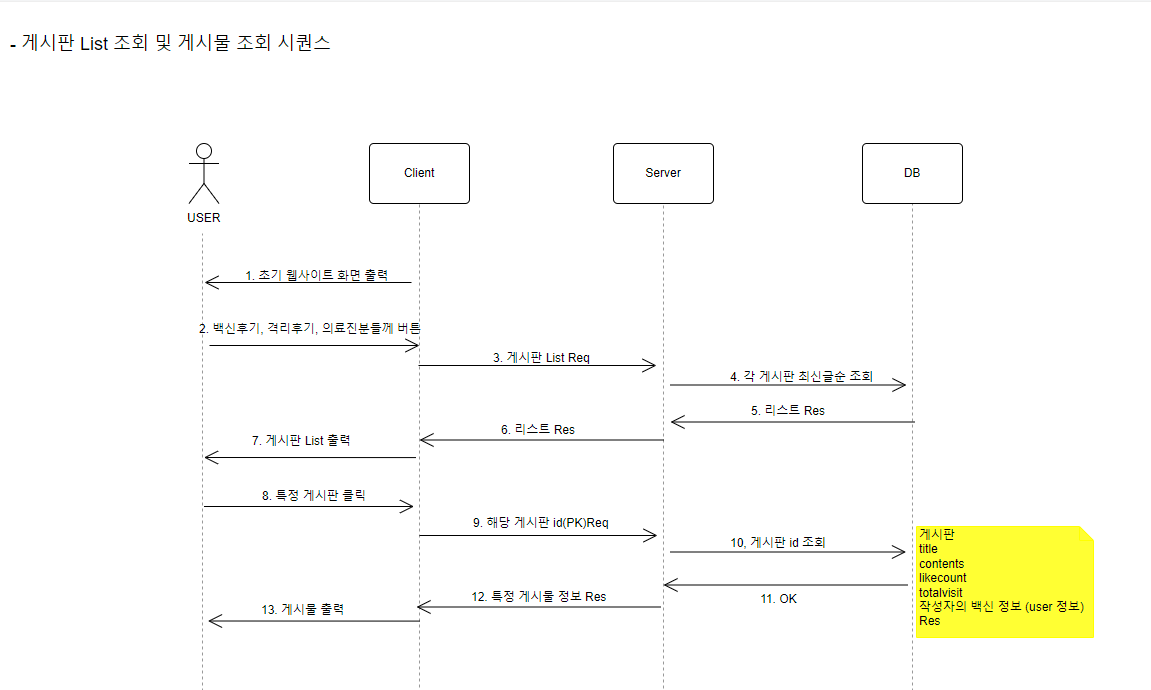 - 게시판 List 조회 및 게시물 조회 시퀀스
USER
Client
Server
DB
1. 초기 웹사이트 화면 출력
2. 백신후기, 격리후기, 의료진분들께 버튼
3. 게시판 List Req
4. 각 게시판 최신글순 조회
5. 리스트 Res
6. 리스트 Res
7. 게시판 List 출력
8. 특정 게시판 클릭
9. 해당 게시판 id(PK)Req
10, 게시판 id 조회
게시판
title
contents
likecount
totalvisit
작성자의 백신 정보 (user 정보)
Res
11. OK
12. 특정 게시물 정보 Res
13. 게시물 출력